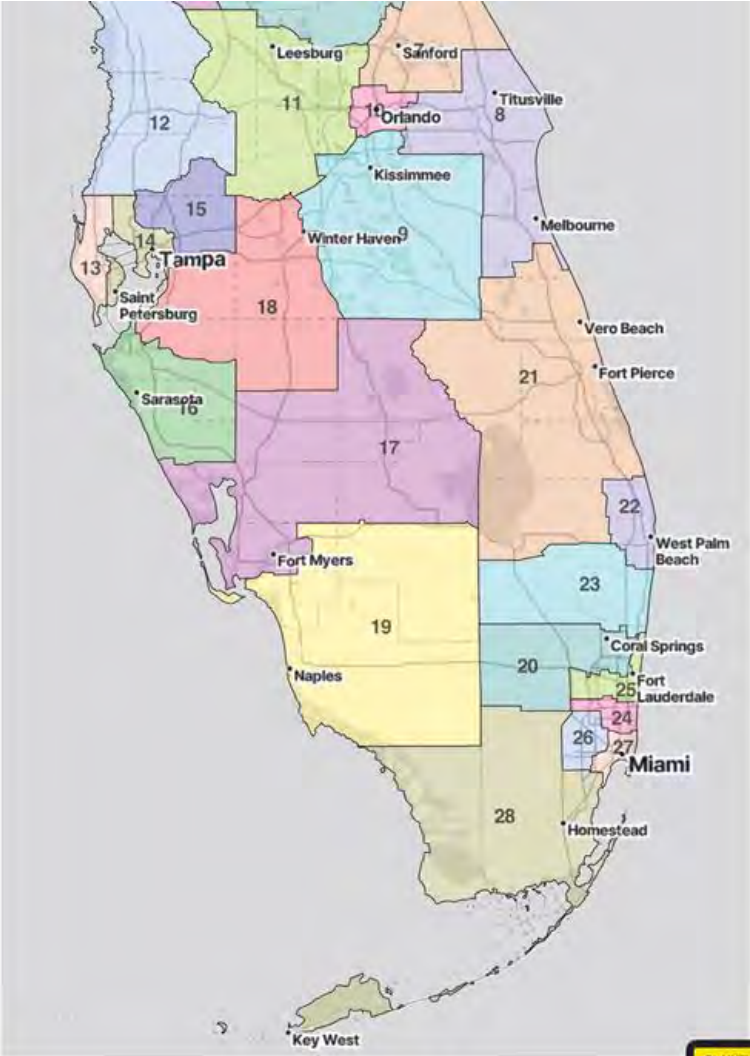 Leesburg
7
Sanford
11
10
Orlando
Titusville
8
12
Kissimmee
15
Melbourne
Winter Haven
9
14
Tampa
13
Saint
Petersburg
18
Vero Beach
21
Fort Pierce
Sarasota
16
17
22
West Palm
Beach
Fort Myers
23
19
Coral Springs
20
Naples
25
Fort
Lauderdale
24
26
27
Miami
28
Homestead
Key West